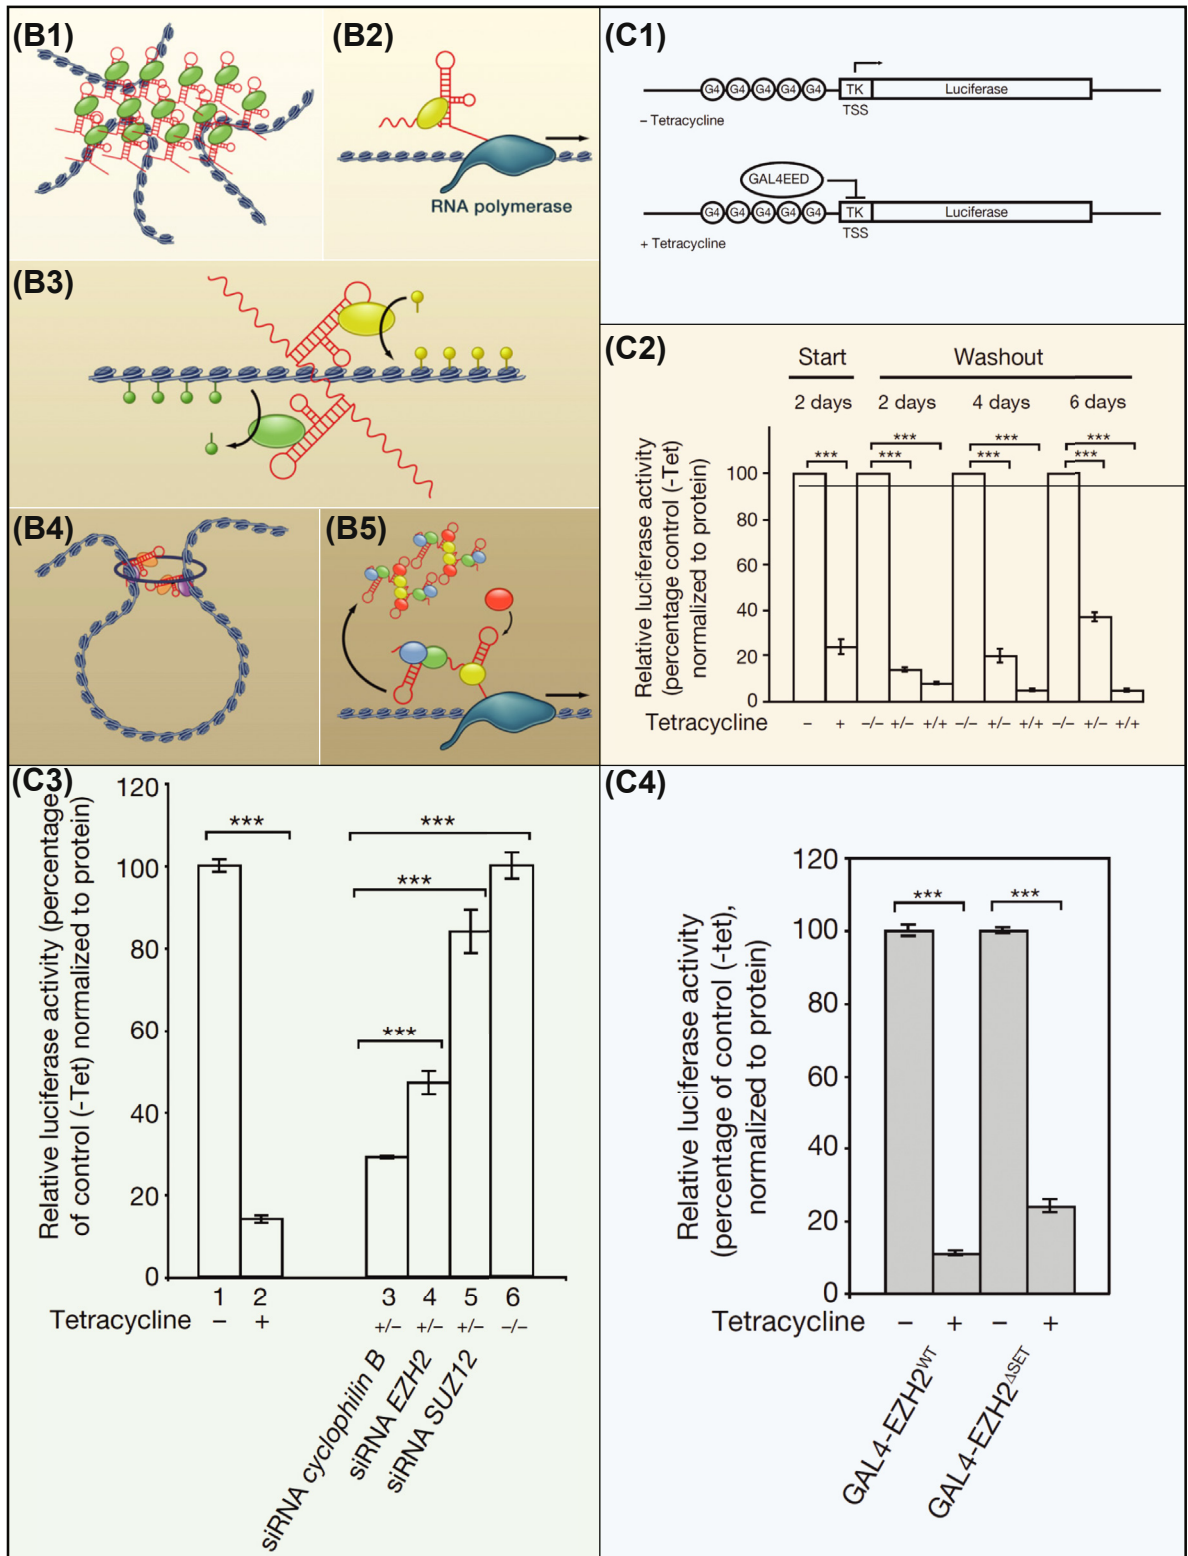 (B1)
(B2)
RNA polymerase
(B3)
(B4)
(B5)
(C1)
G4 G4 G4 G4 G4 TK Luciferase
– Tetracycline
TSS
GAL4EED
G4 G4 G4 G4 G4 TK Luciferase
+ Tetracycline
TSS
(C2)
Start Washout
2 days 2 days 4 days 6 days
Relative luciferase activity
(percentage control (-Tet)
normalized to protein)
100
80
60
40
20
0
*** *** *** *** *** *** ***
Tetracycline – + –/– +/– +/+ –/– +/– +/+ –/– +/– +/+
(C3)
Relative luciferase activity (percentage
of control (-Tet) normalized to protein)
120
100
80
60
40
20
0
***
***
***
***
1 2 3 4 5 6
Tetracycline – + +/– +/– +/– –/–
siRNA cyclophilin B
siRNA EZH2
siRNA SUZ12
(C4)
Relative luciferase activity
(percentage of control (-tet),
normalized to protein)
120
100
80
60
40
20
0
*** ***
Tetracycline – + – +
GAL4-EZH2WT
GAL4-EZH2ΔSET